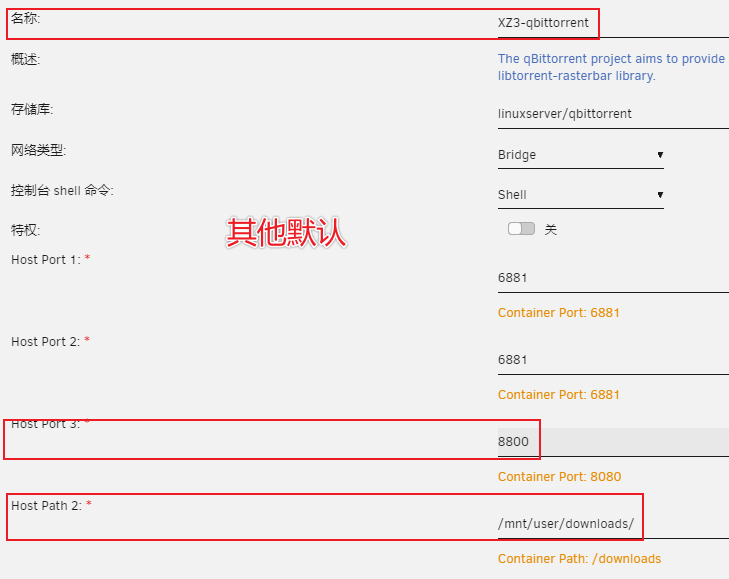 名称:
XZ3-qbittorrent
概述:
The qBittorrent project aims to provide
libtorrent-rasterbar library.
存储库:
linuxserver/qbittorrent
网络类型:
Bridge
控制台 shell 命令:
Shell
特权:
关
其他默认
Host Port 1: *
6881
Container Port: 6881
Host Port 2: *
6881
Container Port: 6881
Host Port 3: *
8800
Container Port: 8080
Host Path 2: *
/mnt/user/downloads/
Container Path: /downloads